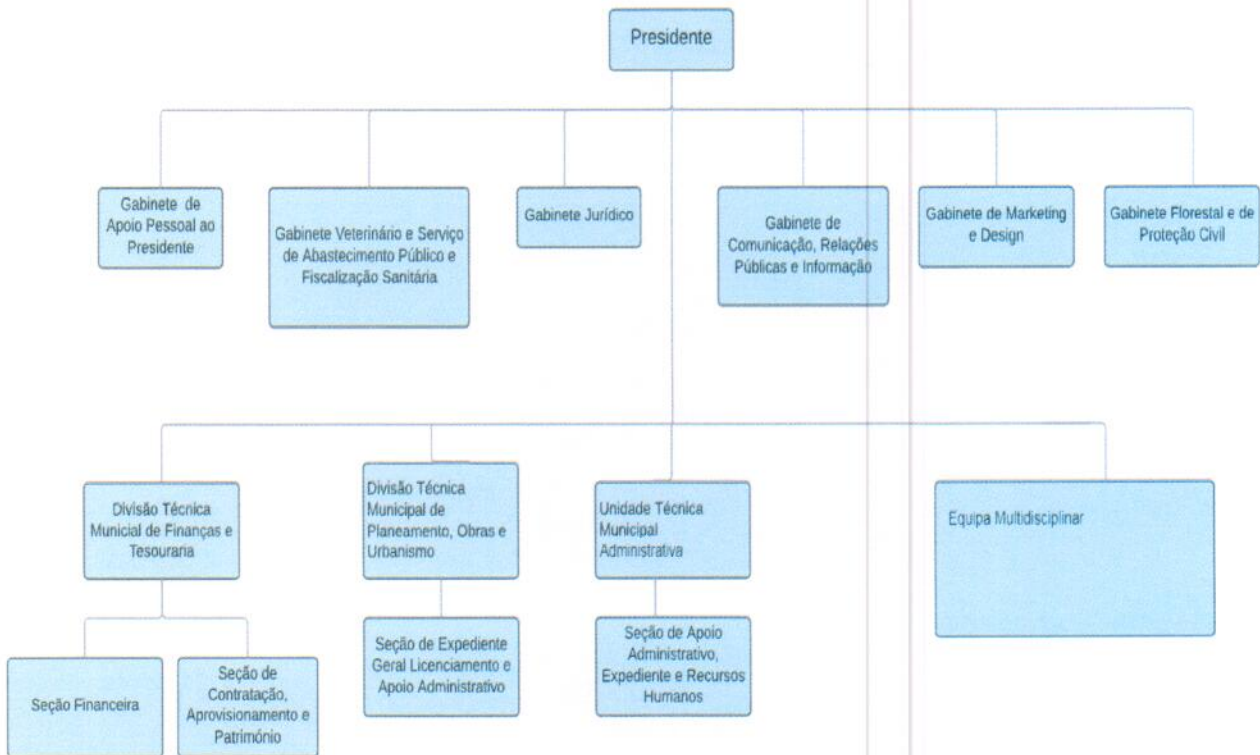 Presidente
Gabinete de
Apoio Pessoal ao
Presidente
Gabinete Veterinário e Serviço
de Abastecimento Público e
Fiscalização Sanitária
Gabinete Jurídico
Gabinete de
Comunicação, Relações
Públicas e Informação
Gabinete de Marketing
e Design
Gabinete Florestal e de
Proteção Civil
Divisão Técnica
Municial de Finanças e
Tesouraria
Divisão Técnica
Municipal de
Planeamento, Obras e
Urbanismo
Unidade Técnica
Municipal
Administrativa
Equipa Multidisciplinar
Seção Financeira
Seção de
Contratação,
Aprovisionamento e
Património
Seção de Expediente
Geral Licenciamento e
Apoio Administrativo
Seção de Apoio
Administrativo,
Expediente e Recursos
Humanos